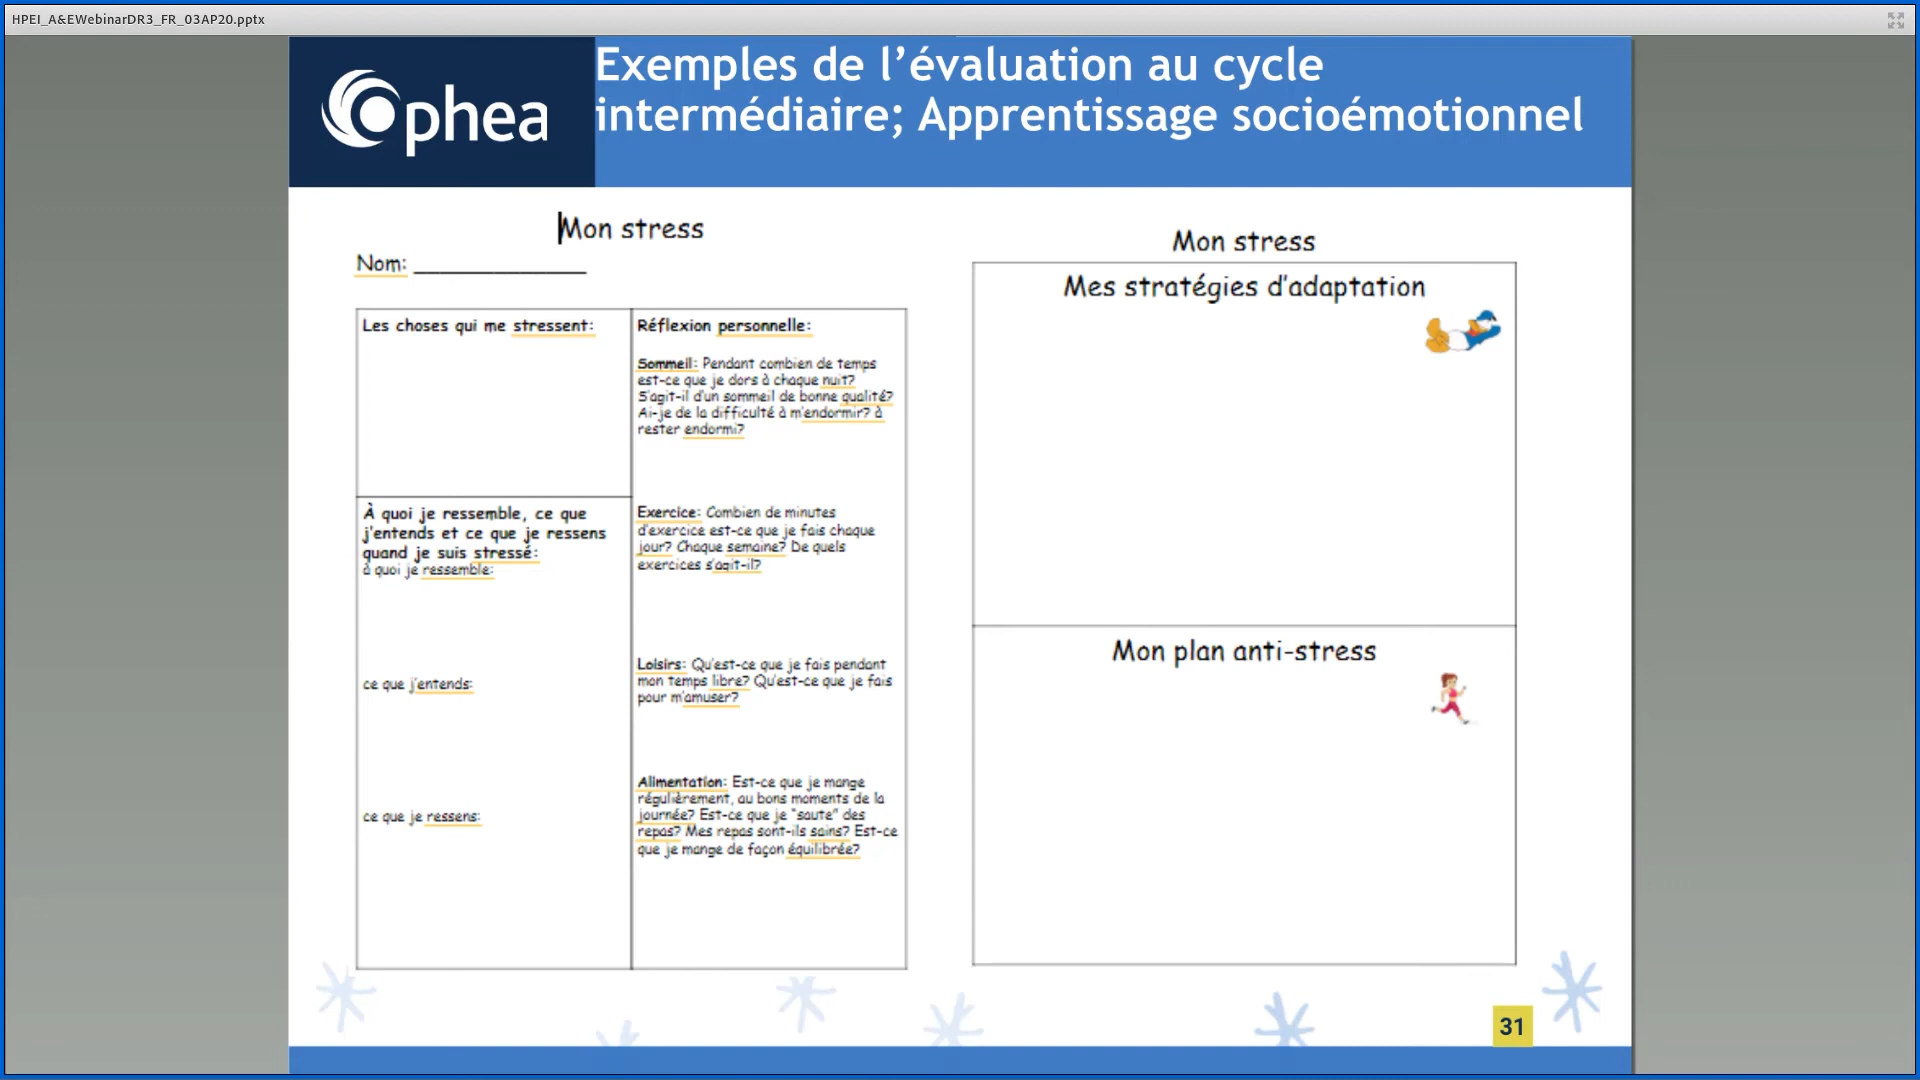 HPEI_A&EWebinarDR3_FR_03AP20.pptx
Ophea
Exemples de l’évaluation au cycle
intermédiaire; Apprentissage socioémotionnel
Mon stress
Nom: ______________
Les choses qui me stressent:
À quoi je ressemble, ce que
j'entends et ce que je ressens
quand je suis stressé:
à quoi je ressemble:
ce que j'entends:
ce que je ressens:
Réflexion personnelle:
Sommeil: Pendant combien de temps
est-ce que je dors à chaque nuit?
S'agit-il d'un sommeil de bonne qualité?
Ai-je de la difficulté à m'endormir? à
rester endormi?
Exercice: Combien de minutes
d'exercice est-ce que je fais chaque
jour? Chaque semaine? De quels
exercices s'agit-il?
Loisirs: Qu'est-ce que je fais pendant
mon temps libre? Qu'est-ce que je fais
pour m'amuser?
Alimentation: Est-ce que je mange
régulièrement, au bons moments de la
journée? Est-ce que je "saute" des
repas? Mes repas sont-ils sains? Est-ce
que je mange de façon équilibrée?
Mon stress
Mes stratégies d'adaptation
Mon plan anti-stress
31